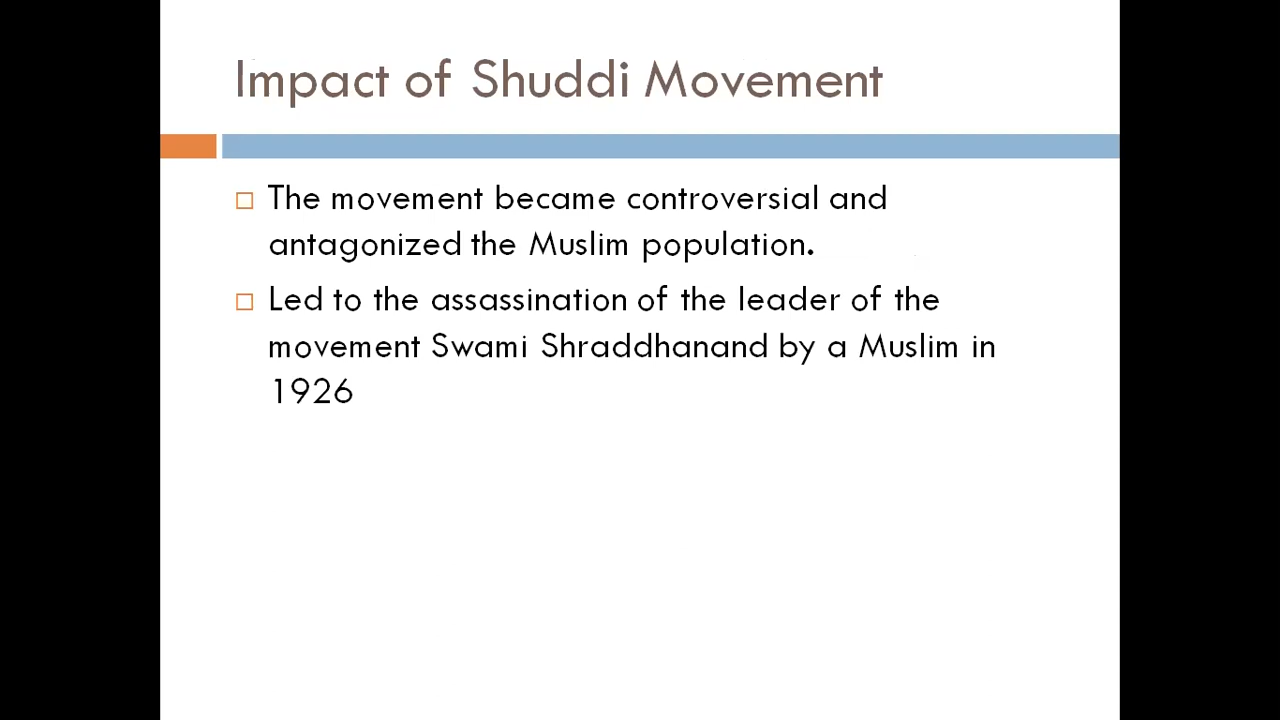 Impact of Shuddi Movement
The movement became controversial and
antagonized the Muslim population.
Led to the assassination of the leader of the
movement Swami Shraddhanand by a Muslim in
1926